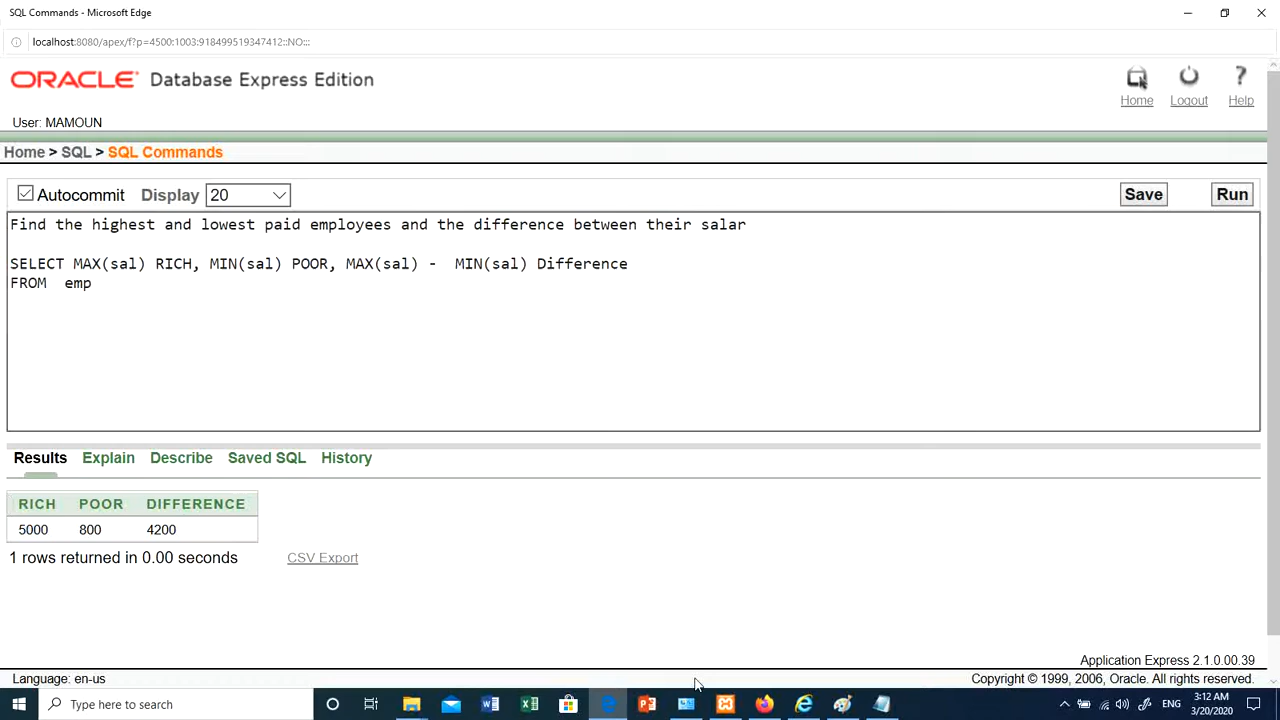 SQL Commands - Microsoft Edge
localhost:8080/apex/f?p=4500:1003:918499519347412::NO:::
ORACLE Database Express Edition
Home Logout Help
User: MAMOUN
Home > SQL > SQL Commands
Autocommit Display 20 Save Run
Find the highest and lowest paid employees and the difference between their salar
SELECT MAX(sal) RICH, MIN(sal) POOR, MAX(sal) -  MIN(sal) Difference
FROM  emp
Results Explain Describe Saved SQL History
RICH POOR DIFFERENCE
5000 800 4200
1 rows returned in 0.00 seconds CSV Export
Application Express 2.1.0.00.39
Language: en-us Copyright © 1999, 2006, Oracle. All rights reserved.
Type here to search ENG 3:12 AM
3/20/2020